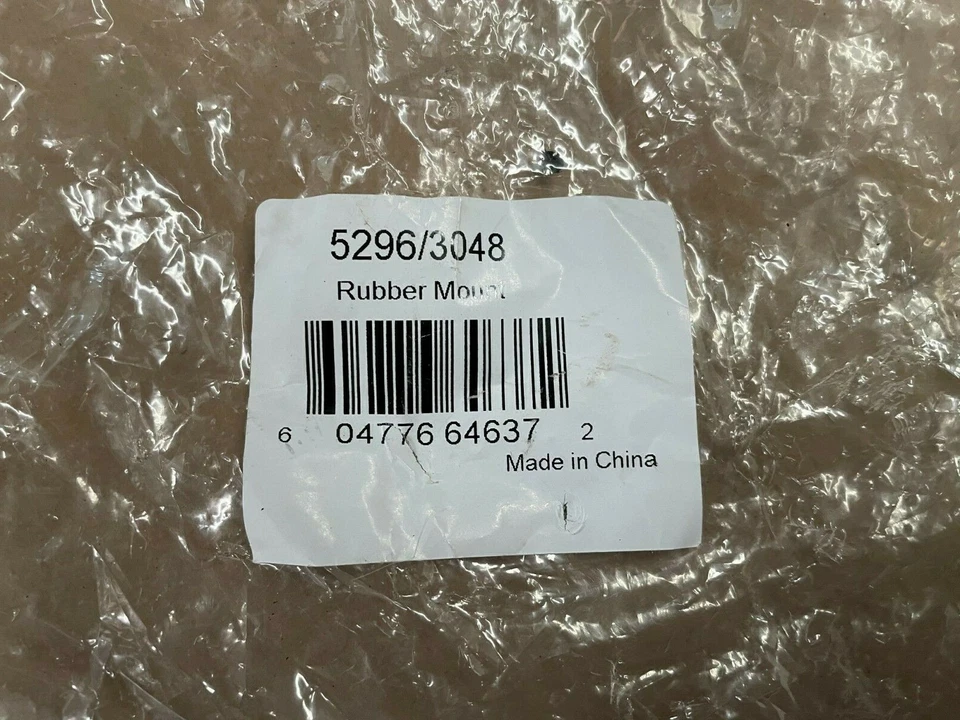 5296/3048
Rubber Mount
6 04776 64637 2
Made in China